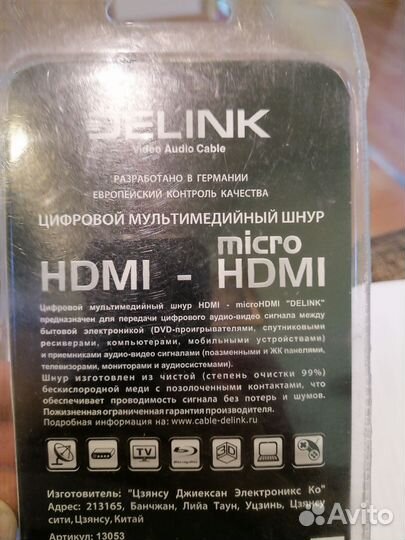 DELINK
Video Audio Cable
РАЗРАБОТАНО В ГЕРМАНИИ
ЕВРОПЕЙСКИЙ КОНТРОЛЬ КАЧЕСТВА
ЦИФРОВОЙ МУЛЬТИМЕДИЙНЫЙ ШНУР
micro
HDMI - HDMI
Цифровой мультимедийный шнур HDMI - microHDMI "DELINK"
предназначен для передачи цифрового аудио-видео сигнала между
бытовой электроникой (DVD-проигрывателями, спутниковыми
ресиверами, компьютерами, мобильными устройствами)
и приемниками аудио-видео сигналами (поазменными и ЖК панелями,
телевизорами, мониторами и аудиосистемами).
Шнур изготовлен из чистой (степень очистки 99%)
бескислородной меди с позолоченными контактами, что
обеспечивает проводимость сигнала без потерь и шумов.
Пожизненная ограниченная гарантия производителя.
Подробная информация на: www.cable-delink.ru
TV
Blu-ray
3D
Изготовитель: "Цзянсу Джиексан Электроникс Ко"
Адрес: 213165, Банчжан, Лийа Таун, Уцзинь, Цзянсу
сити, Цзянсу, Китай
Артикул: 13053
Avito